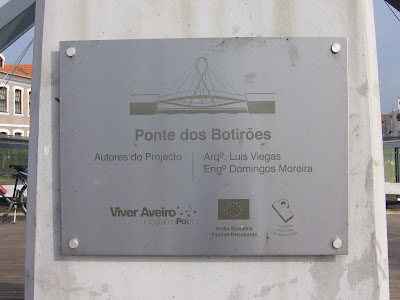 Ponte dos Botirões
Autores do Projecto
Arqº. Luis Viegas
Engº Domingos Moreira
Viver Aveiro
Programa Polis
União Europeia
Fundos Estruturais